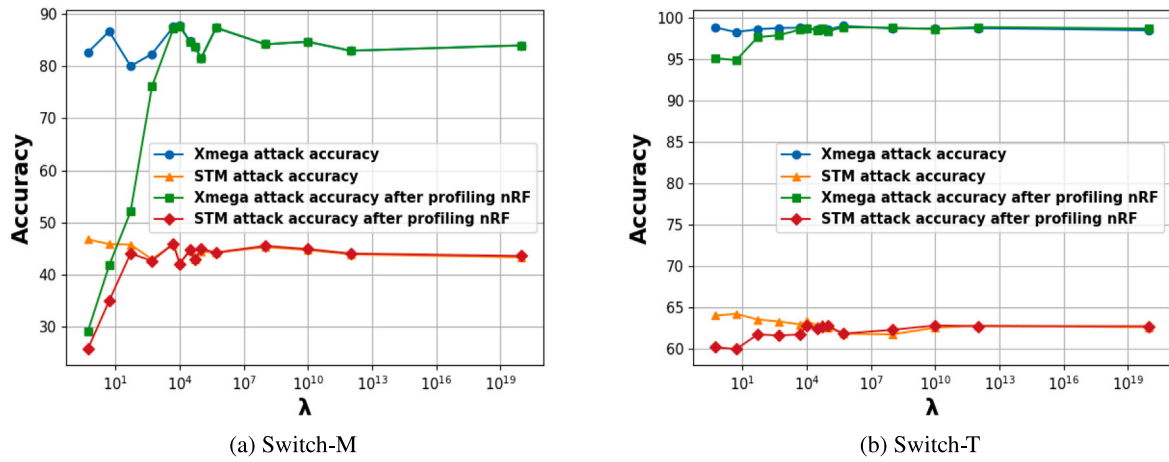 90
80
70
60
50
40
30
Accuracy
Xmega attack accuracy
STM attack accuracy
Xmega attack accuracy after profiling nRF
STM attack accuracy after profiling nRF
10^1 10^4 10^7 10^10 10^13 10^16 10^19
λ
(a) Switch-M
100
95
90
85
80
75
70
65
60
Accuracy
Xmega attack accuracy
STM attack accuracy
Xmega attack accuracy after profiling nRF
STM attack accuracy after profiling nRF
10^1 10^4 10^7 10^10 10^13 10^16 10^19
λ
(b) Switch-T